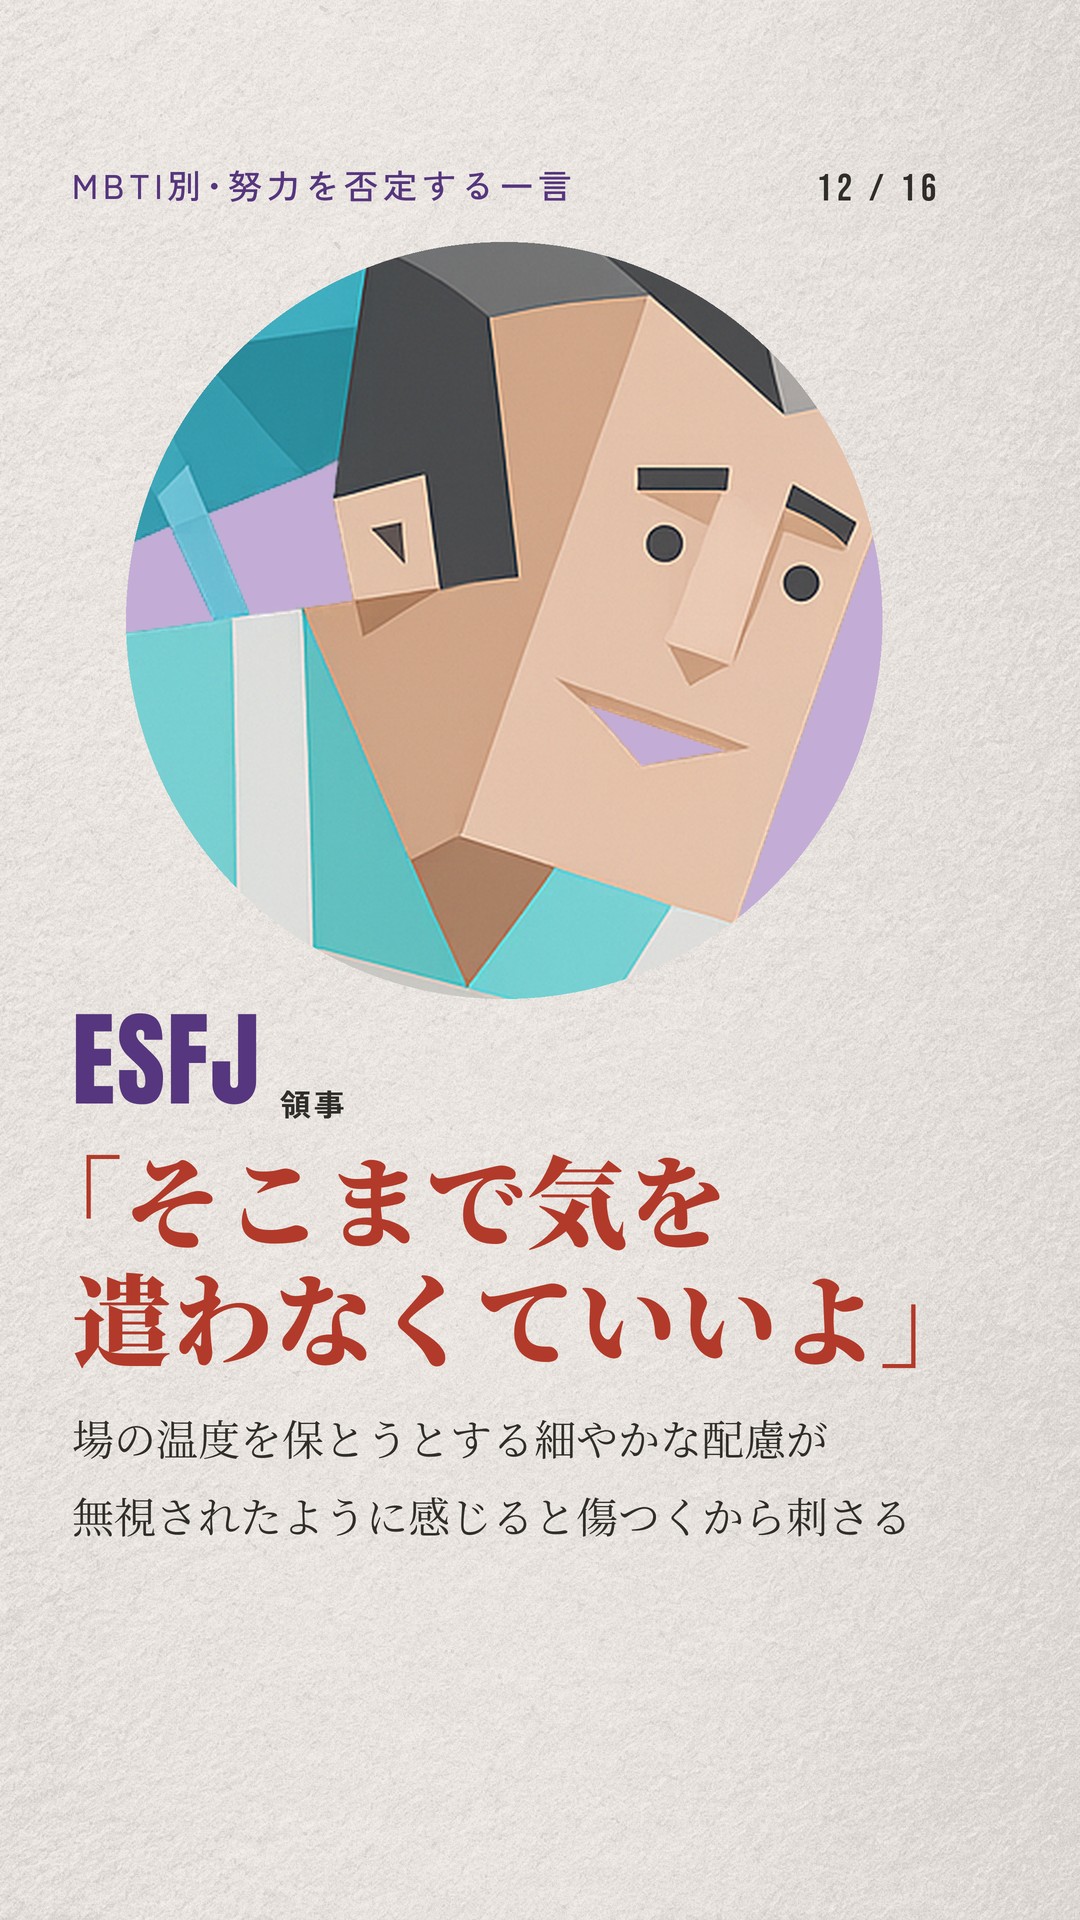 MBTI別・努力を否定する一言
12 / 16
ESFJ
領事
「そこまで気を
遣わなくていいよ」
場の温度を保とうとする細やかな配慮が
無視されたように感じると傷つくから刺さる